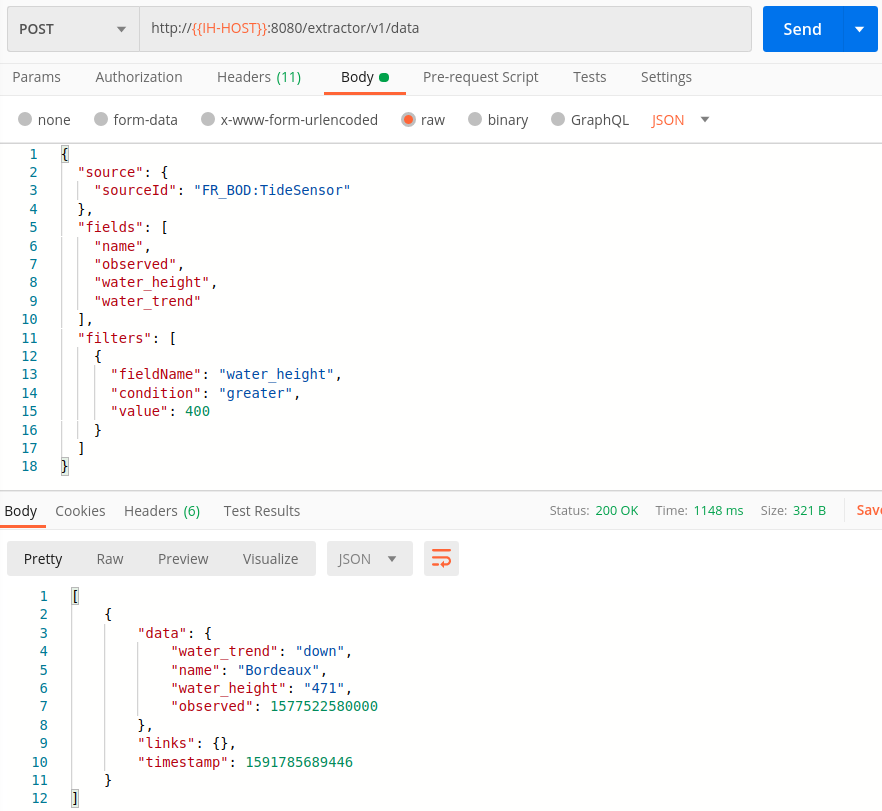 POST http://{{IH-HOST}}:8080/extractor/v1/data Send
Params Authorization Headers (11) Body Pre-request Script Tests Settings
none form-data x-www-form-urlencoded raw binary GraphQL JSON
1 {
2 "source": {
3 "sourceId": "FR_BOD:TideSensor"
4 },
5 "fields": [
6 "name",
7 "observed",
8 "water_height",
9 "water_trend"
10 ],
11 "filters": [
12 {
13 "fieldName": "water_height",
14 "condition": "greater",
15 "value": 400
16 }
17 ]
18 }
Body Cookies Headers (6) Test Results Status: 200 OK Time: 1148 ms Size: 321 B Save
Pretty Raw Preview Visualize JSON
1 [
2 {
3 "data": {
4 "water_trend": "down",
5 "name": "Bordeaux",
6 "water_height": "471",
7 "observed": 1577522580000
8 },
9 "links": {},
10 "timestamp": 1591785689446
11 }
12 ]